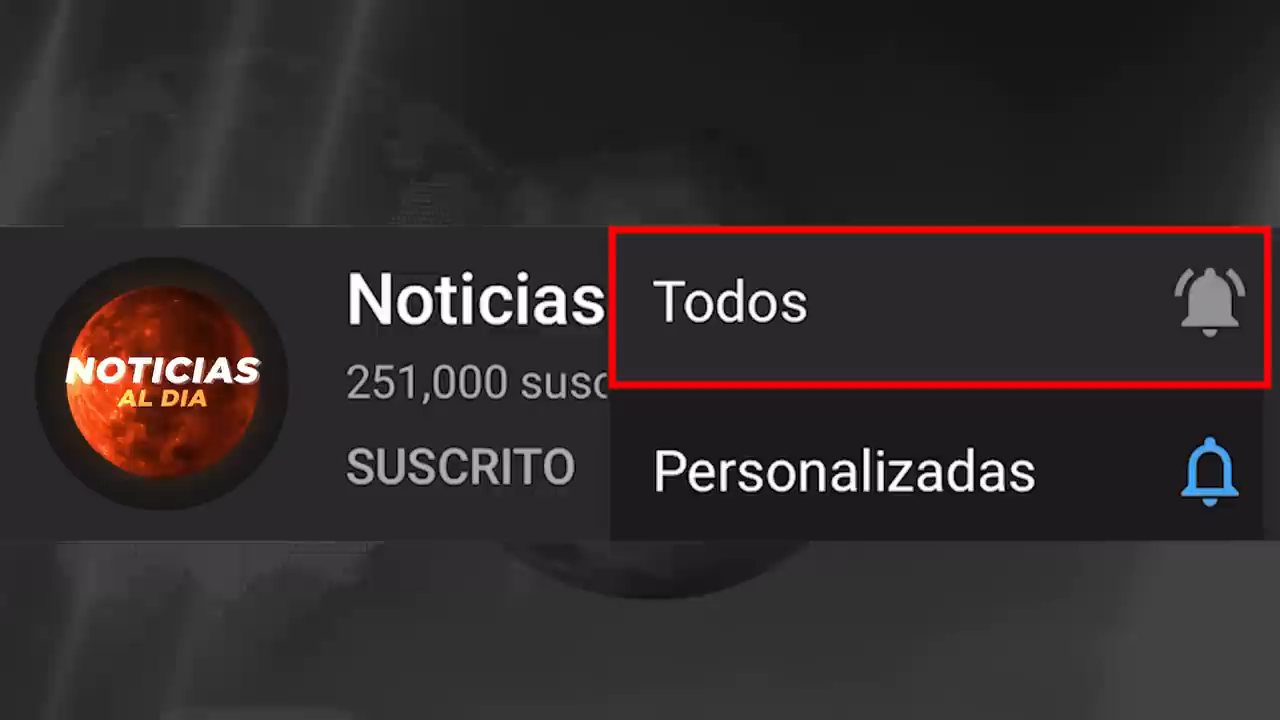 NOTICIAS
AL DIA
Noticias
251,000 susc
SUSCRITO
Todos
Personalizadas